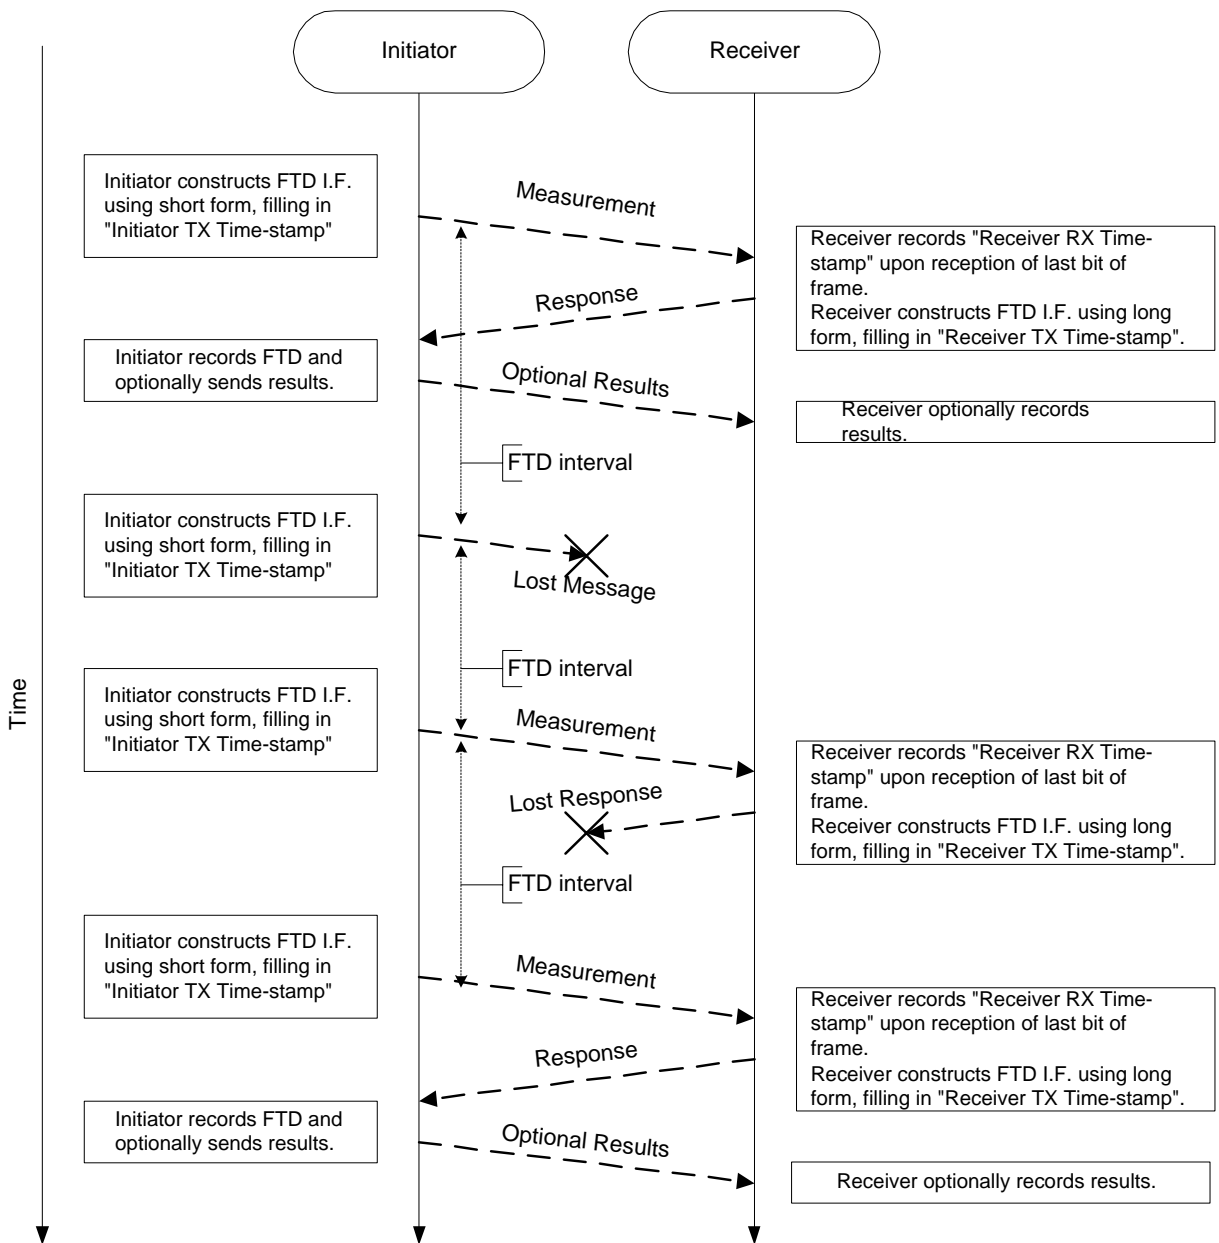 Initiator
Receiver
Initiator constructs FTD I.F.
using short form, filling in
"Initiator TX Time-stamp"
Measurement
Receiver records "Receiver RX Time-
stamp" upon reception of last bit of
frame.
Receiver constructs FTD I.F. using long
form, filling in "Receiver TX Time-stamp".
Response
Initiator records FTD and
optionally sends results.
Optional Results
Receiver optionally records
results.
FTD interval
Initiator constructs FTD I.F.
using short form, filling in
"Initiator TX Time-stamp"
Lost Message
FTD interval
Time
Initiator constructs FTD I.F.
using short form, filling in
"Initiator TX Time-stamp"
Measurement
Receiver records "Receiver RX Time-
stamp" upon reception of last bit of
frame.
Receiver constructs FTD I.F. using long
form, filling in "Receiver TX Time-stamp".
Lost Response
FTD interval
Initiator constructs FTD I.F.
using short form, filling in
"Initiator TX Time-stamp"
Measurement
Receiver records "Receiver RX Time-
stamp" upon reception of last bit of
frame.
Receiver constructs FTD I.F. using long
form, filling in "Receiver TX Time-stamp".
Response
Initiator records FTD and
optionally sends results.
Optional Results
Receiver optionally records results.